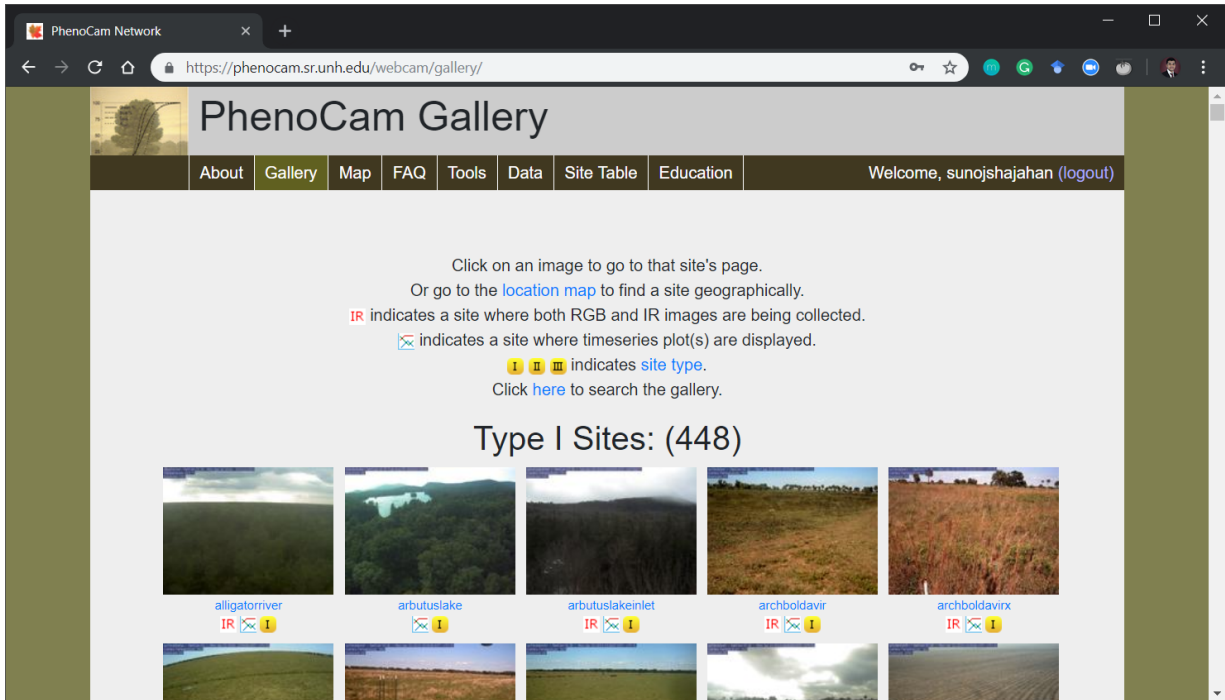 PhenoCam Network
https://phenocam.sr.unh.edu/webcam/gallery/
PhenoCam Gallery
About Gallery Map FAQ Tools Data Site Table Education Welcome, sunojshajahan (logout)
Click on an image to go to that site's page.
Or go to the location map to find a site geographically.
IR indicates a site where both RGB and IR images are being collected.
indicates a site where timeseries plot(s) are displayed.
I II III indicates site type.
Click here to search the gallery.
Type I Sites: (448)
alligatorriver arbutuslake arbutuslakeinlet archboldavir archboldavirx
IR I I IR I IR I IR I